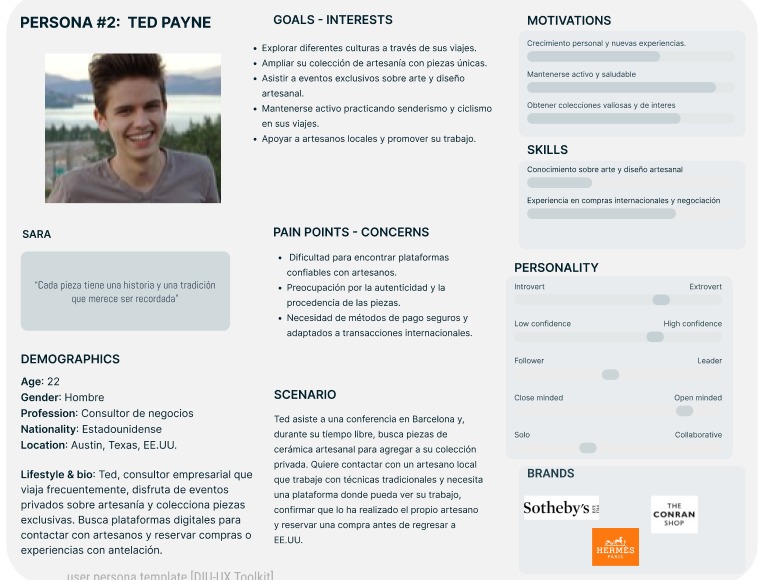 PERSONA #2: TED PAYNE
SARA
"Cada pieza tiene una historia y una tradición
que merece ser recordada"
DEMOGRAPHICS
Age: 22
Gender: Hombre
Profession: Consultor de negocios
Nationality: Estadounidense
Location: Austin, Texas, EE.UU.
Lifestyle & bio: Ted, consultor empresarial que
viaja frecuentemente, disfruta de eventos
privados sobre artesanía y colecciona piezas
exclusivas. Busca plataformas digitales para
contactar con artesanos y reservar compras o
experiencias con antelación.
user persona template [DIU-UX Toolkit]
GOALS - INTERESTS
• Explorar diferentes culturas a través de sus viajes.
• Ampliar su colección de artesanía con piezas únicas.
• Asistir a eventos exclusivos sobre arte y diseño
artesanal.
• Mantenerse activo practicando senderismo y ciclismo
en sus viajes.
• Apoyar a artesanos locales y promover su trabajo.
PAIN POINTS - CONCERNS
• Dificultad para encontrar plataformas
confiables con artesanos.
• Preocupación por la autenticidad y la
procedencia de las piezas.
• Necesidad de métodos de pago seguros y
adaptados a transacciones internacionales.
SCENARIO
Ted asiste a una conferencia en Barcelona y,
durante su tiempo libre, busca piezas de
cerámica artesanal para agregar a su colección
privada. Quiere contactar con un artesano local
que trabaje con técnicas tradicionales y necesita
una plataforma donde pueda ver su trabajo,
confirmar que lo ha realizado el propio artesano
y reservar una compra antes de regresar a
EE.UU.
MOTIVATIONS
Crecimiento personal y nuevas experiencias.
Mantenerse activo y saludable
Obtener colecciones valiosas y de interes
SKILLS
Conocimiento sobre arte y diseño artesanal
Experiencia en compras internacionales y negociación
PERSONALITY
Introvert Extrovert
Low confidence High confidence
Follower Leader
Close minded Open minded
Solo Collaborative
BRANDS
Sotheby's
THE
CONRAN
SHOP
HERMÈS
PARIS